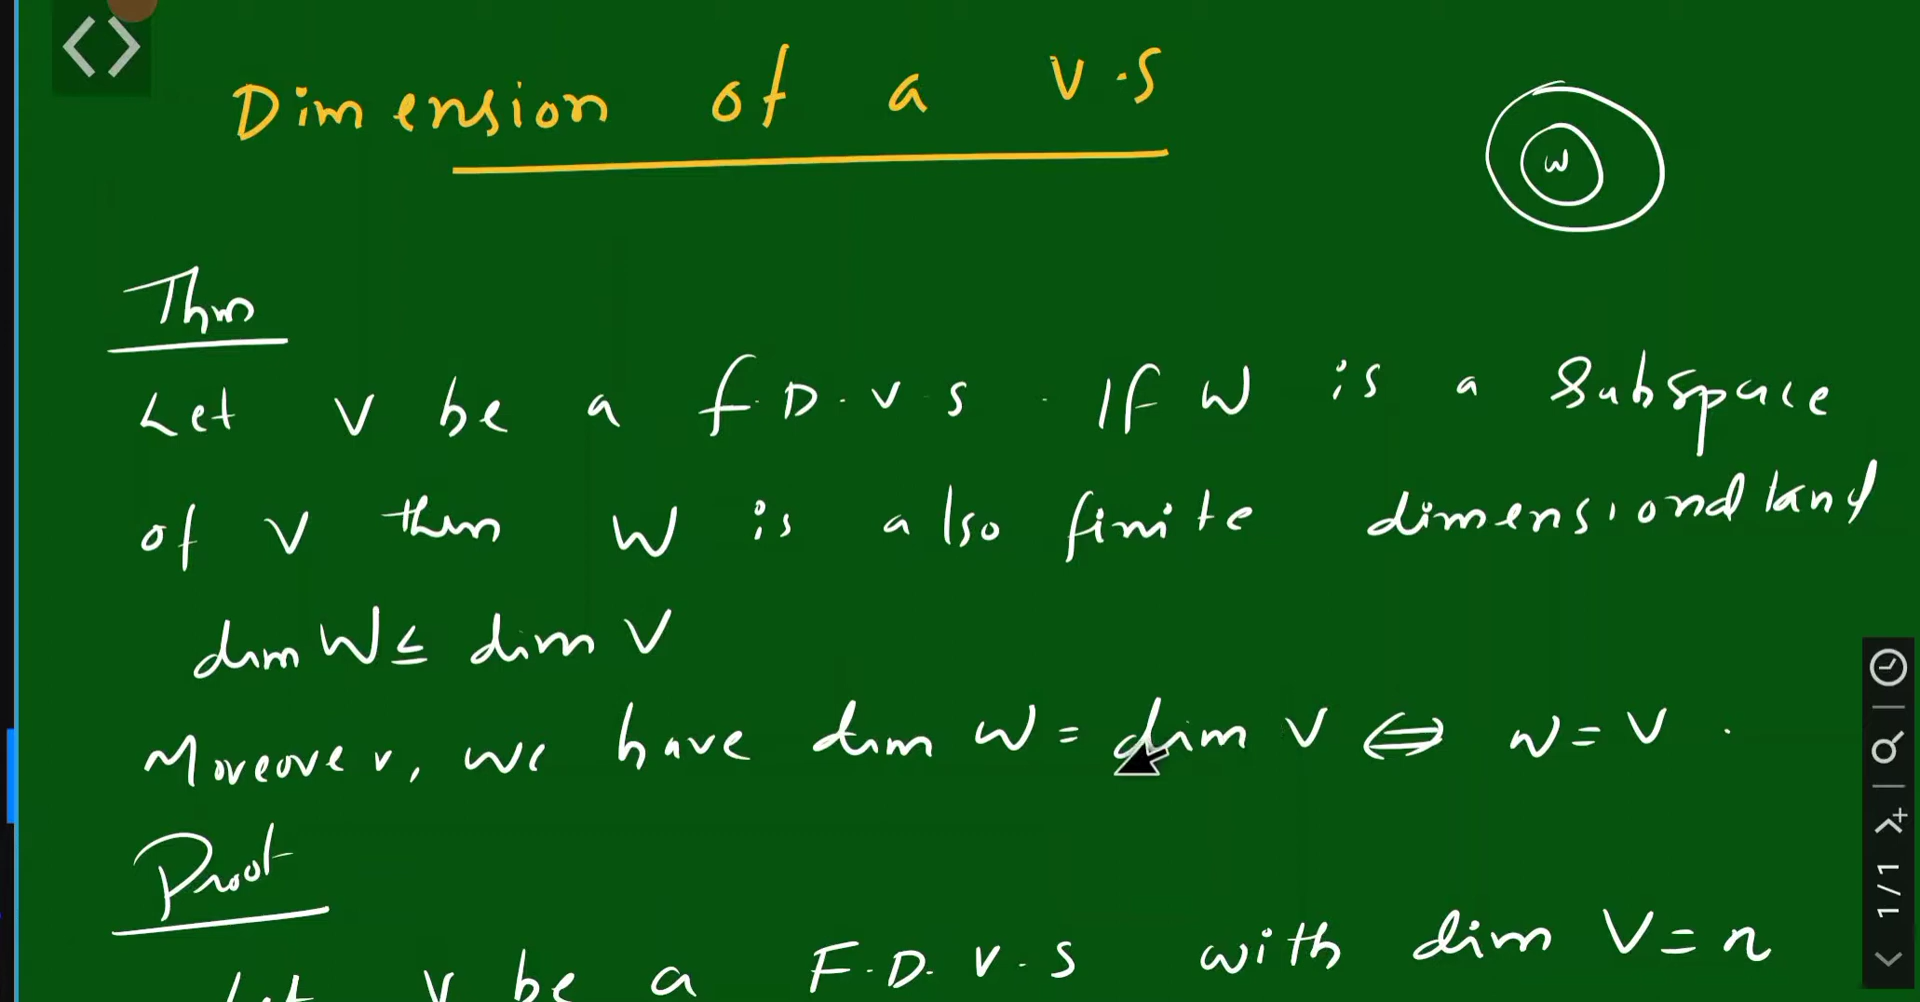 Dimension of a V.S
W
Thm
Let V be a F.D.V.S. If W is a Subspace
of V then W is also finite dimensional and
dim W ≤ dim V
Moreover, we have dim W = dim V ⇔ W = V.
Proof
Let V be a F.D.V.S with dim V = n
1/1